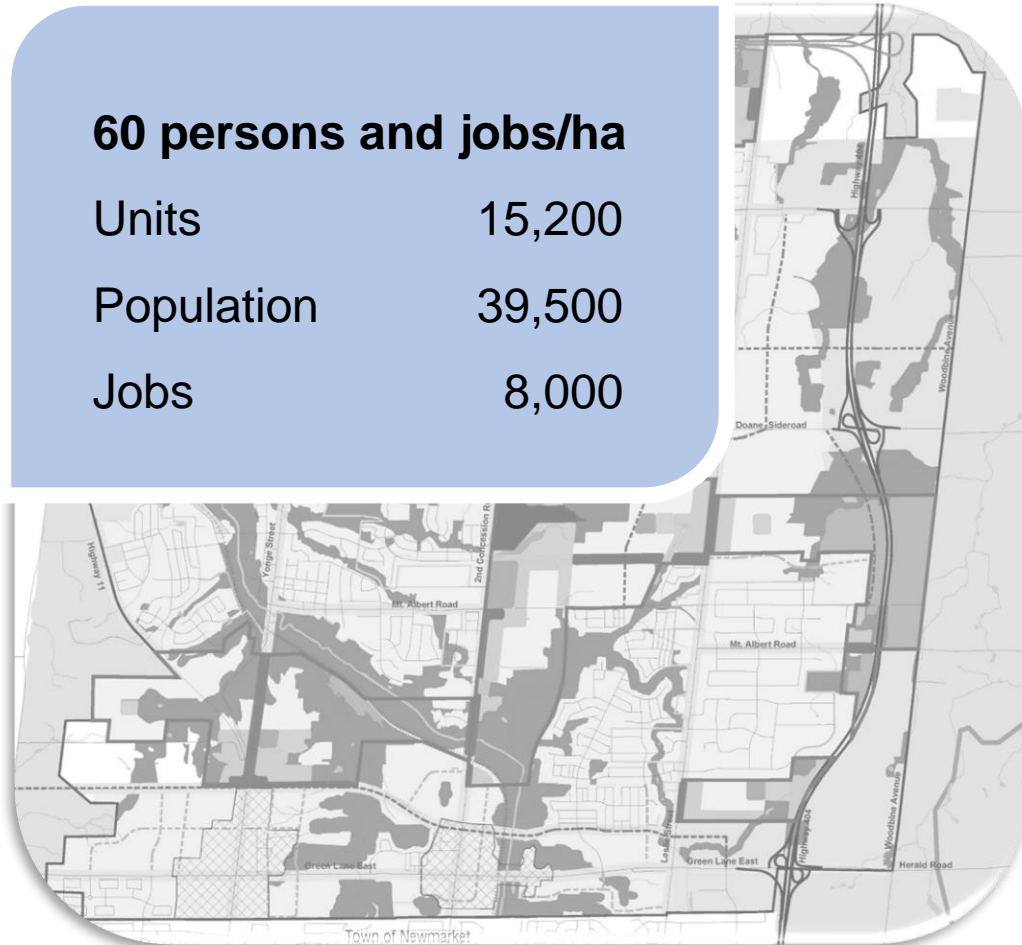 60 persons and jobs/ha
Units 15,200
Population 39,500
Jobs 8,000
Highway 404
Woodbine Avenue
Doane Sideroad
Highway 11
Yonge Street
2nd Concession R
Mt. Albert Road
Mt. Albert Road
Woodbine Avenue
Highway 404
Leslie Street
Green Lane East
Green Lane East
Herald Road
Town of Newmarket